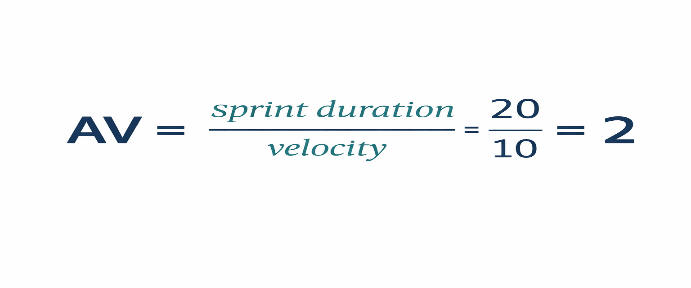 AV = sprint duration / velocity = 20 / 10 = 2